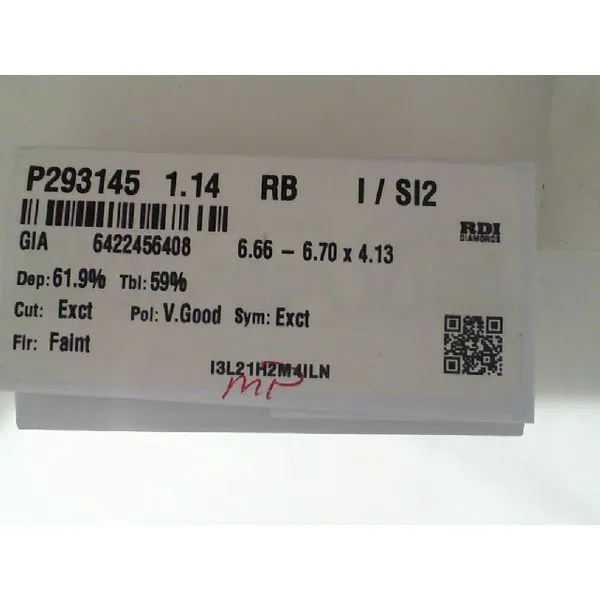 P293145 1.14 RB I / SI2
RDI
DIAMONDS
GIA 6422456408 6.66 – 6.70 x 4.13
Dep: 61.9% Tbl: 59%
Cut: Exct Pol: V.Good Sym: Exct
Flr: Faint
I3L21H2M4ILN
MP